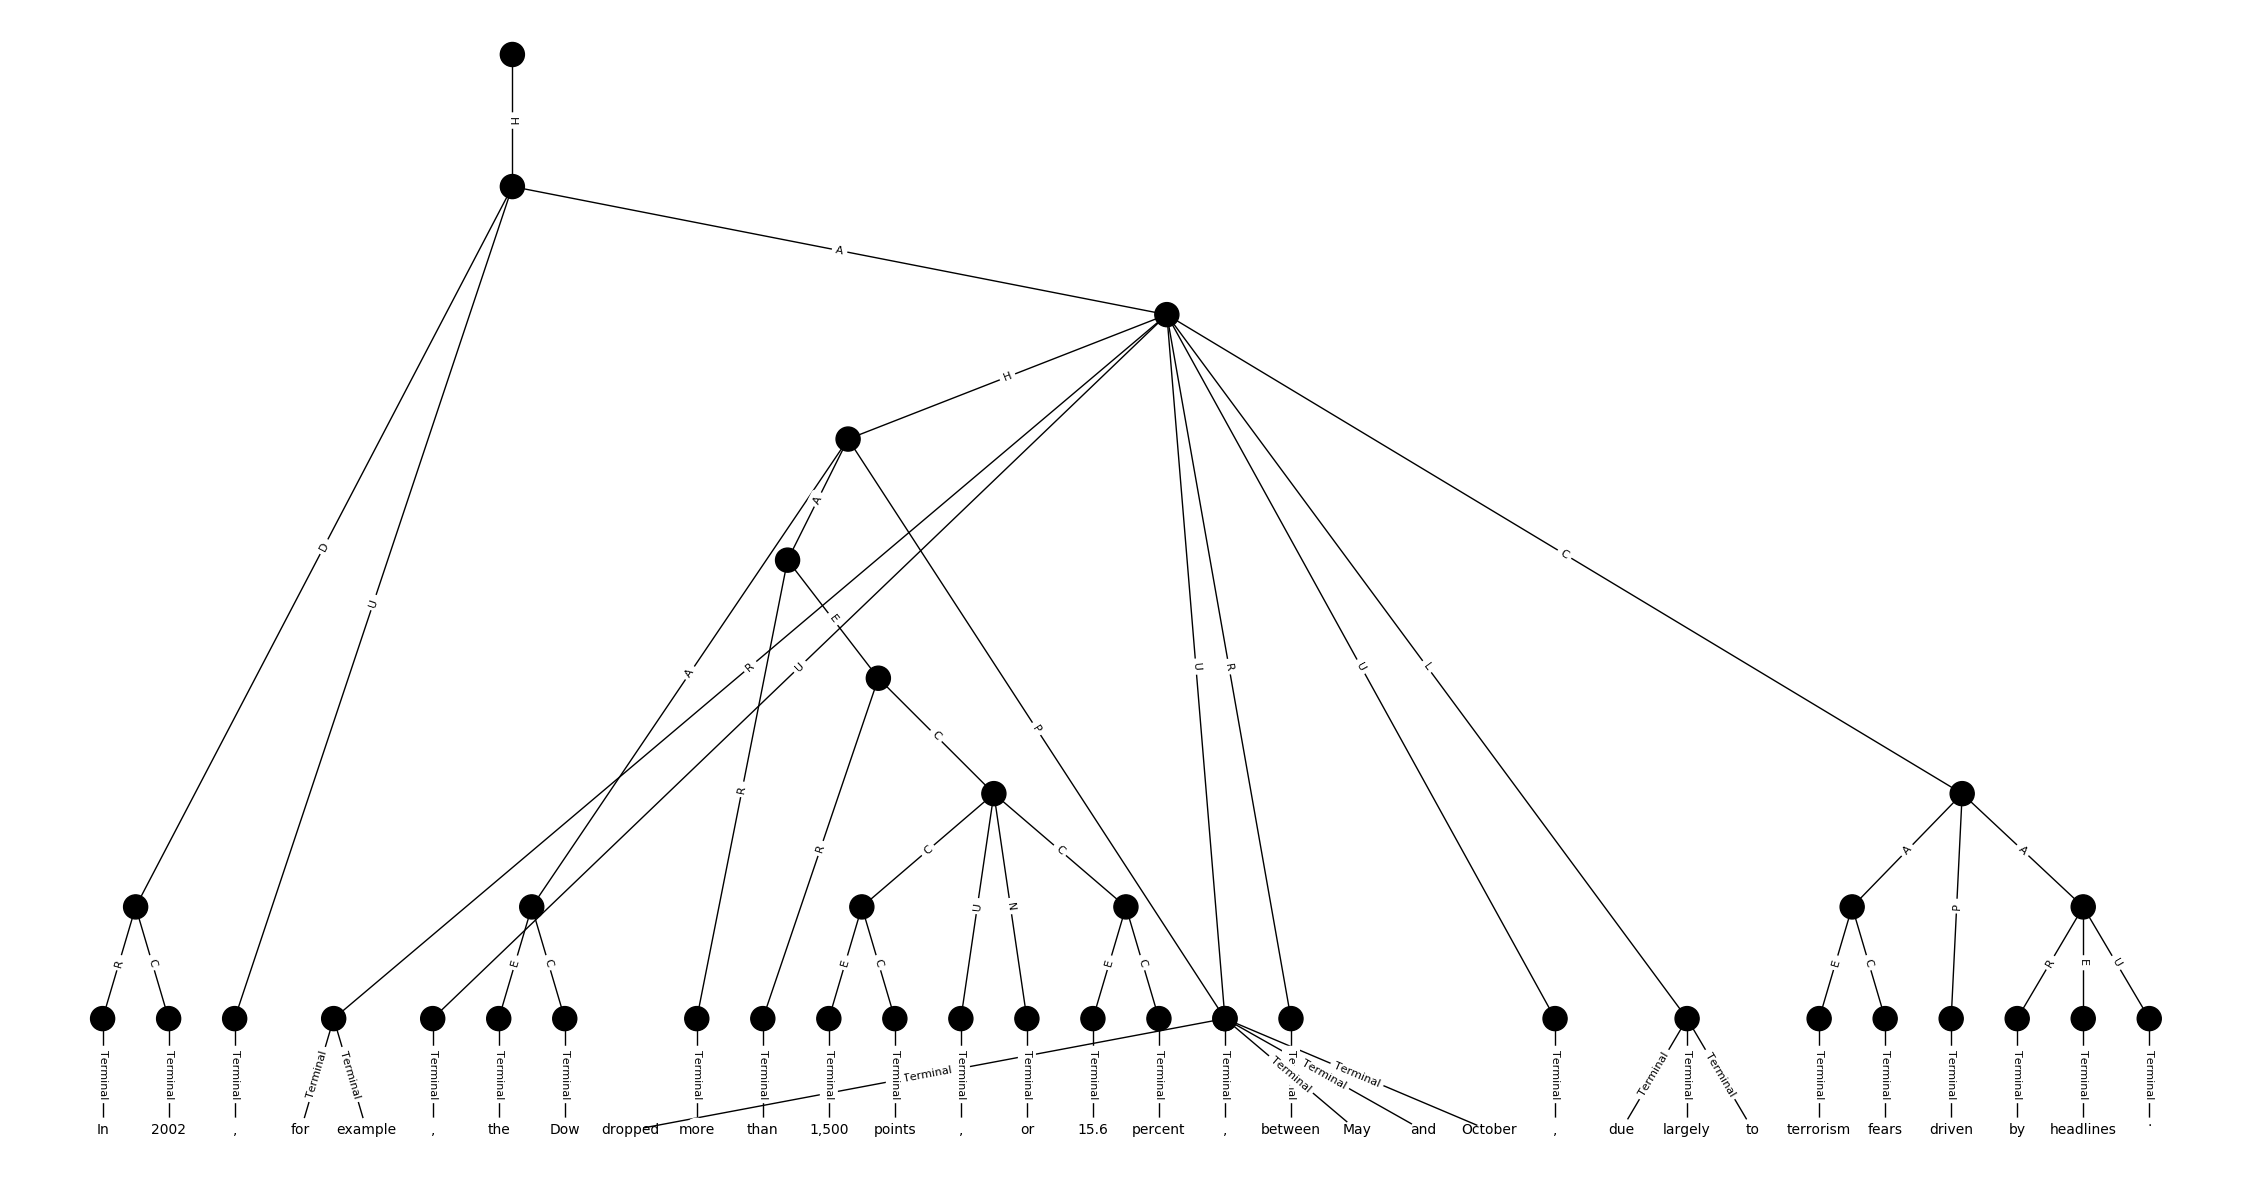 H
A
H
A
D
C
U
E
A
R
U
U
R
U
L
P
C
R
R
C
C
A
A
U
N
P
R
C
E
C
E
C
E
C
E
C
R
E
U
Terminal Terminal Terminal Terminal Terminal Terminal Terminal Terminal Terminal Terminal Terminal Terminal Terminal Terminal Terminal Terminal Terminal Terminal Terminal Terminal Terminal Terminal Terminal Terminal Terminal Terminal Terminal Terminal Terminal Terminal Terminal
In 2002 , for example , the Dow dropped more than 1,500 points , or 15.6 percent , between May and October , due largely to terrorism fears driven by headlines .